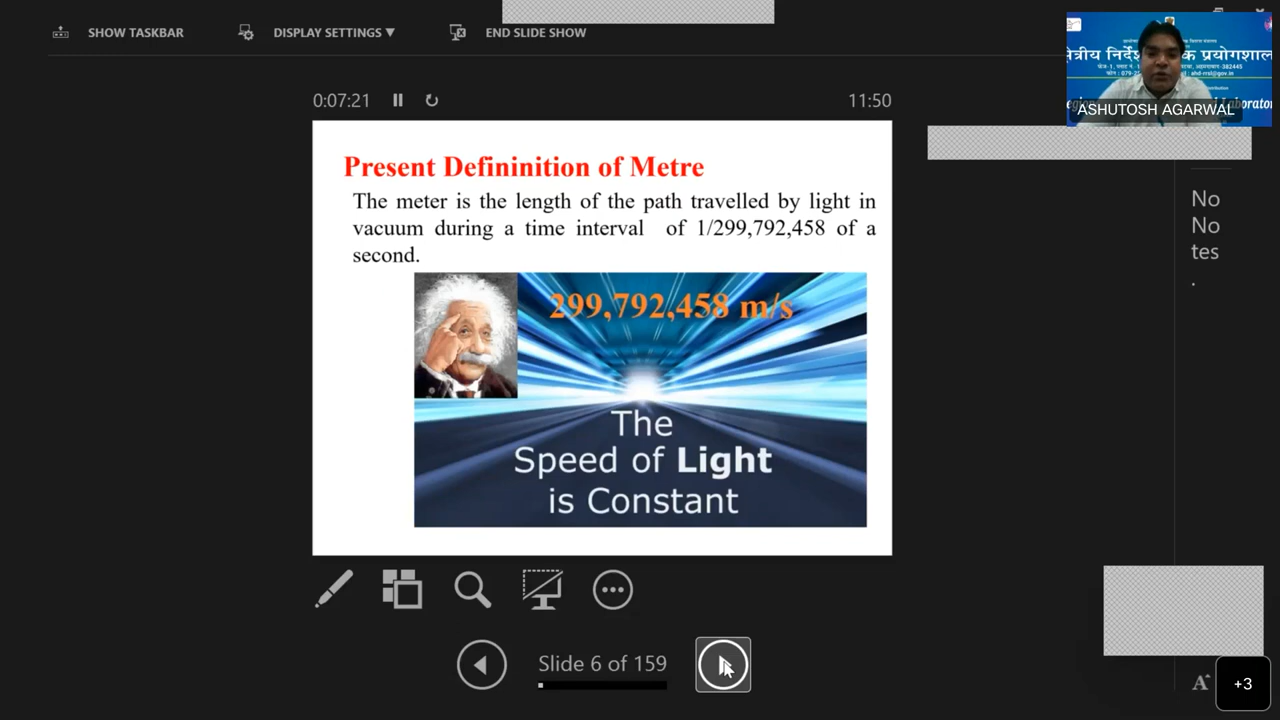 SHOW TASKBAR
DISPLAY SETTINGS ▼
END SLIDE SHOW
0:07:21
11:50
Present Defininition of Metre
The meter is the length of the path travelled by light in
vacuum during a time interval of 1/299,792,458 of a
second.
299,792,458 m/s
The
Speed of Light
is Constant
Slide 6 of 159
No
No
tes
.
A
+3
ASHUTOSH AGARWAL